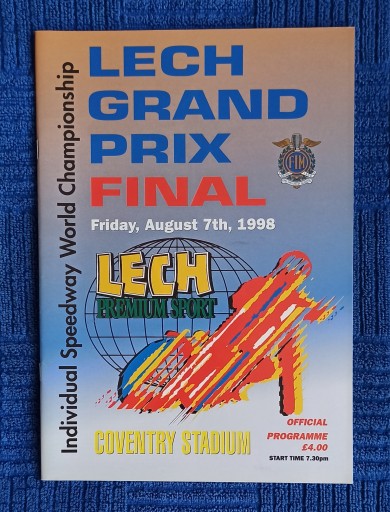 Individual Speedway World Championship
LECH
GRAND
PRIX
FINAL
FIM
Friday, August 7th, 1998
LECH
PREMIUM SPORT
COVENTRY STADIUM
OFFICIAL
PROGRAMME
£4.00
START TIME 7.30pm